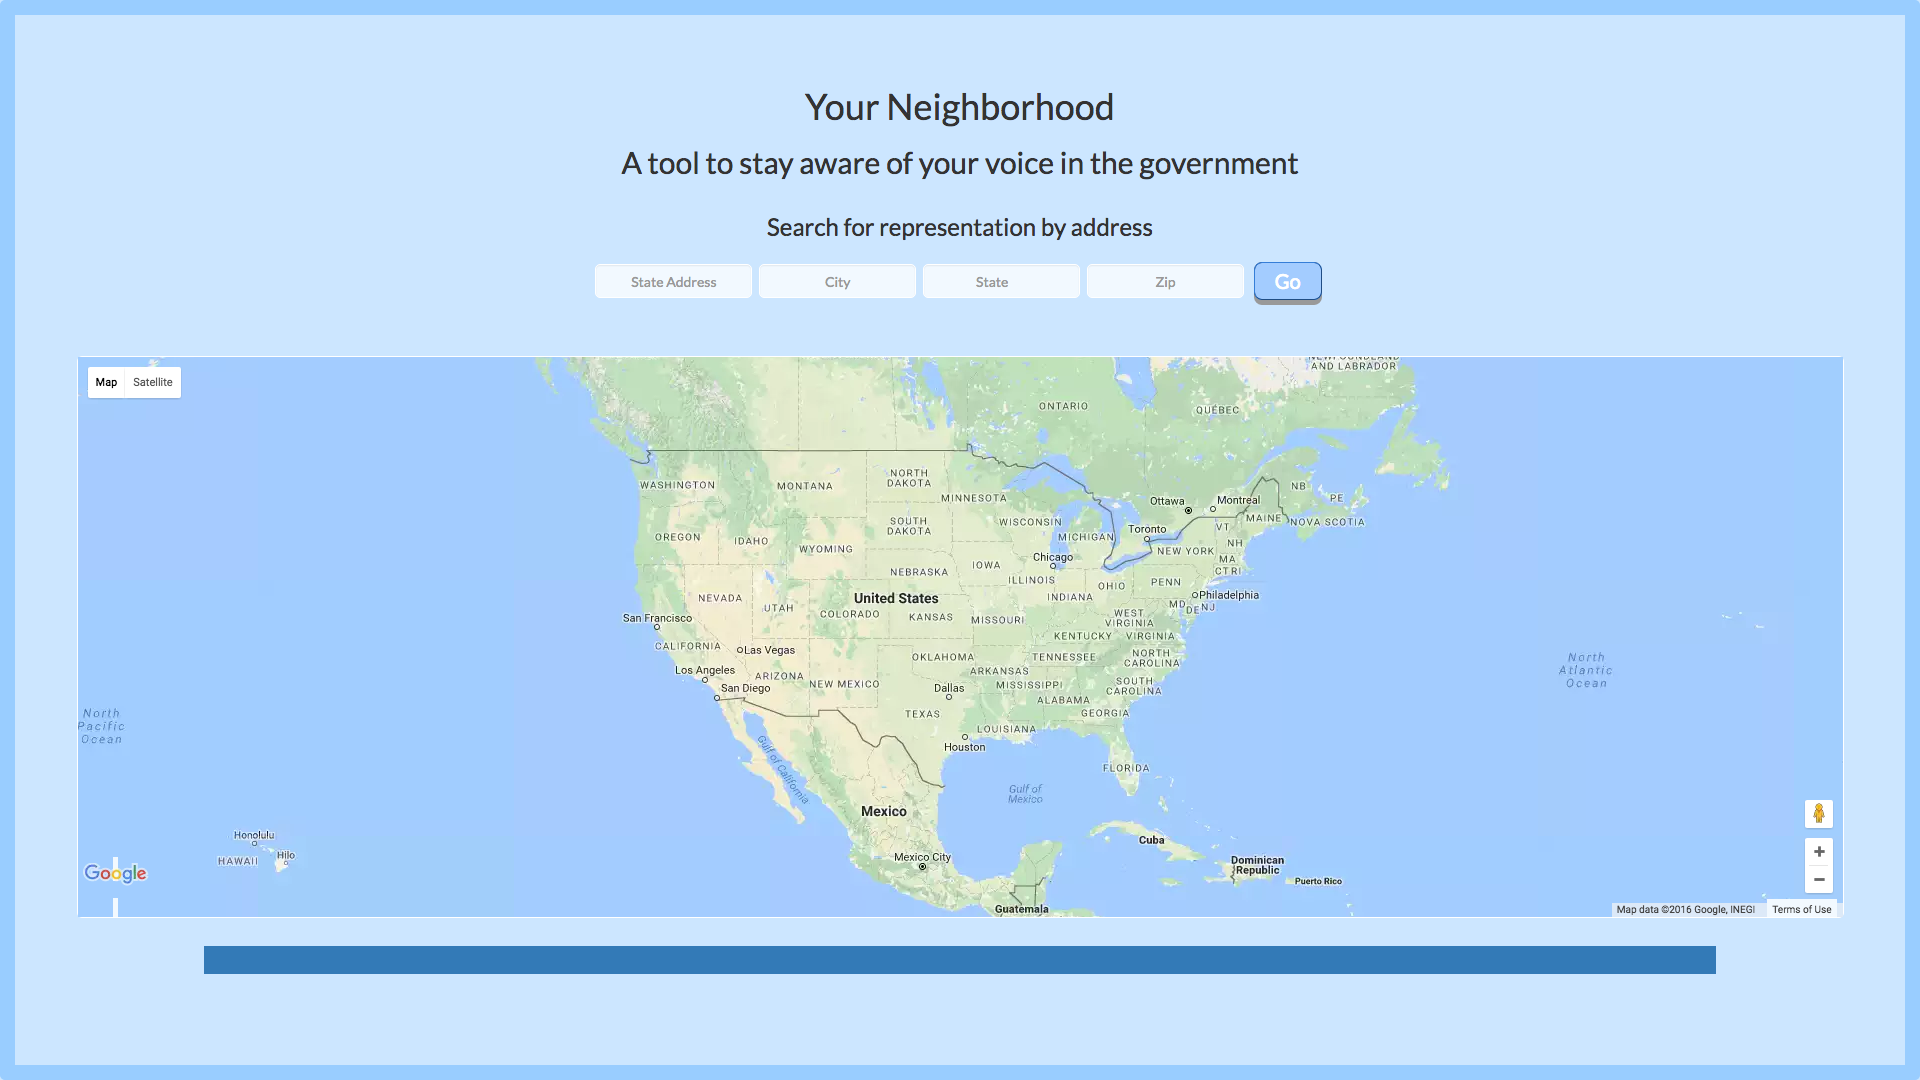 Your Neighborhood
A tool to stay aware of your voice in the government
Search for representation by address
State Address City State Zip Go
Map Satellite
AND LABRADOR
ONTARIO
QUÉBEC
NORTH
DAKOTA
WASHINGTON
MONTANA
MINNESOTA
Ottawa
Montreal
NB
PE
SOUTH
DAKOTA
WISCONSIN
MICHIGAN
Toronto
VT
MAINE
NOVA SCOTIA
OREGON
IDAHO
WYOMING
Chicago
NEW YORK
NH
MA
CT RI
NEBRASKA
IOWA
ILLINOIS
INDIANA
OHIO
PENN
NEVADA
UTAH
United States
COLORADO
KANSAS
MISSOURI
WEST
VIRGINIA
MD
DE
NJ
Philadelphia
San Francisco
CALIFORNIA
Las Vegas
KENTUCKY
VIRGINIA
Los Angeles
ARIZONA
NEW MEXICO
OKLAHOMA
ARKANSAS
TENNESSEE
NORTH
CAROLINA
San Diego
Dallas
MISSISSIPPI
SOUTH
CAROLINA
ALABAMA
GEORGIA
TEXAS
LOUISIANA
Houston
FLORIDA
North
Atlantic
Ocean
North
Pacific
Ocean
Gulf of California
Gulf of
Mexico
Mexico
Mexico City
Cuba
Dominican
Republic
Puerto Rico
Guatemala
Honolulu
HAWAII
Hilo
Google
Map data ©2016 Google, INEGI Terms of Use